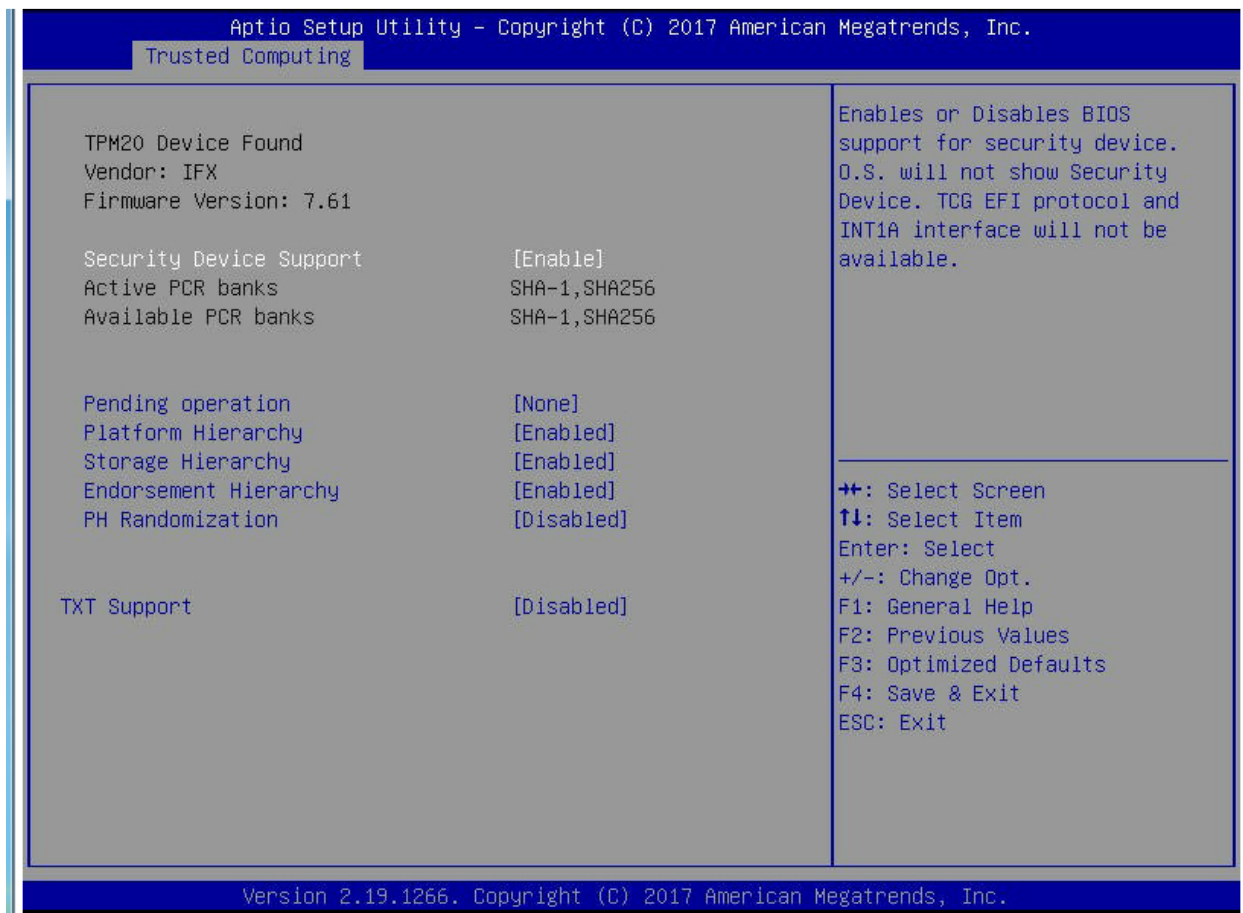 Aptio Setup Utility – Copyright (C) 2017 American Megatrends, Inc.
Trusted Computing
TPM20 Device Found
Vendor: IFX
Firmware Version: 7.61
Security Device Support [Enable]
Active PCR banks SHA-1,SHA256
Available PCR banks SHA-1,SHA256
Pending operation [None]
Platform Hierarchy [Enabled]
Storage Hierarchy [Enabled]
Endorsement Hierarchy [Enabled]
PH Randomization [Disabled]
TXT Support [Disabled]
Enables or Disables BIOS
support for security device.
O.S. will not show Security
Device. TCG EFI protocol and
INT1A interface will not be
available.
→←: Select Screen
↑↓: Select Item
Enter: Select
+/-: Change Opt.
F1: General Help
F2: Previous Values
F3: Optimized Defaults
F4: Save & Exit
ESC: Exit
Version 2.19.1266. Copyright (C) 2017 American Megatrends, Inc.